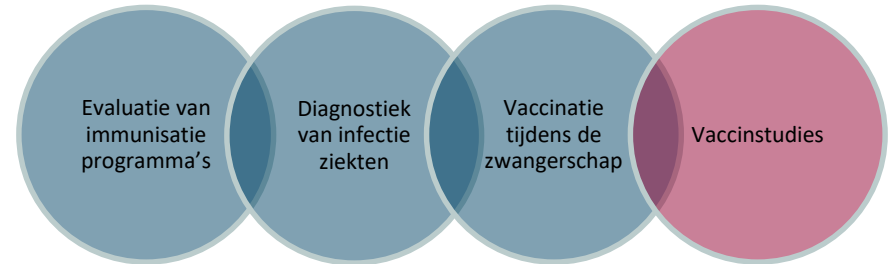 Evaluatie van
immunisatie
programma's
Diagnostiek
van infectie
ziekten
Vaccinatie
tijdens de
zwangerschap
Vaccinstudies